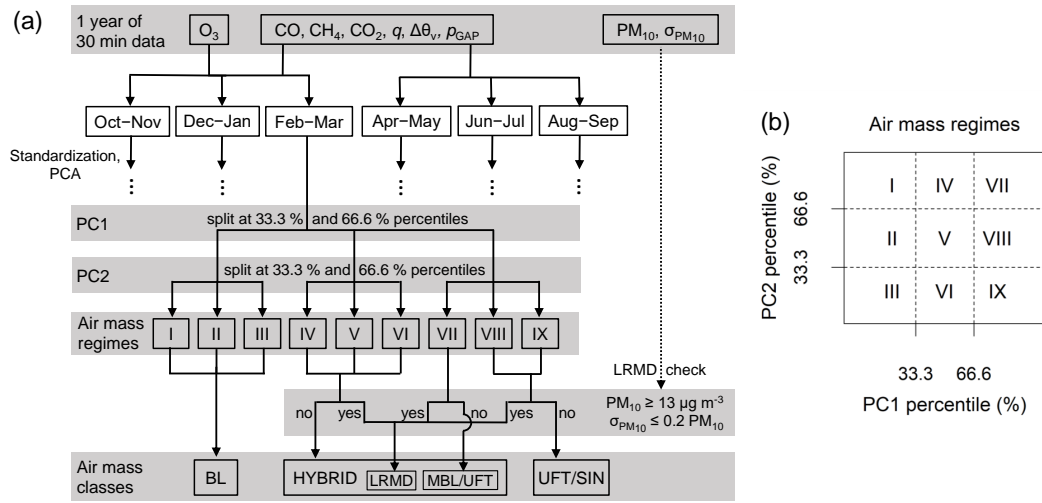 (a)
1 year of
30 min data
O₃
CO, CH₄, CO₂, q, Δθᵥ, p_GAP
PM₁₀, σ_PM₁₀
Oct−Nov
Dec−Jan
Feb−Mar
Apr−May
Jun−Jul
Aug−Sep
Standardization,
PCA
PC1
split at 33.3 % and 66.6 % percentiles
PC2
split at 33.3 % and 66.6 % percentiles
Air mass
regimes
I
II
III
IV
V
VI
VII
VIII
IX
LRMD check
no
yes
yes
no
yes
no
PM₁₀ ≥ 13 μg m⁻³
σ_PM₁₀ ≤ 0.2 PM₁₀
Air mass
classes
BL
HYBRID
LRMD
MBL/UFT
UFT/SIN
(b)
Air mass regimes
PC2 percentile (%)
66.6
33.3
I IV VII
II V VIII
III VI IX
33.3 66.6
PC1 percentile (%)